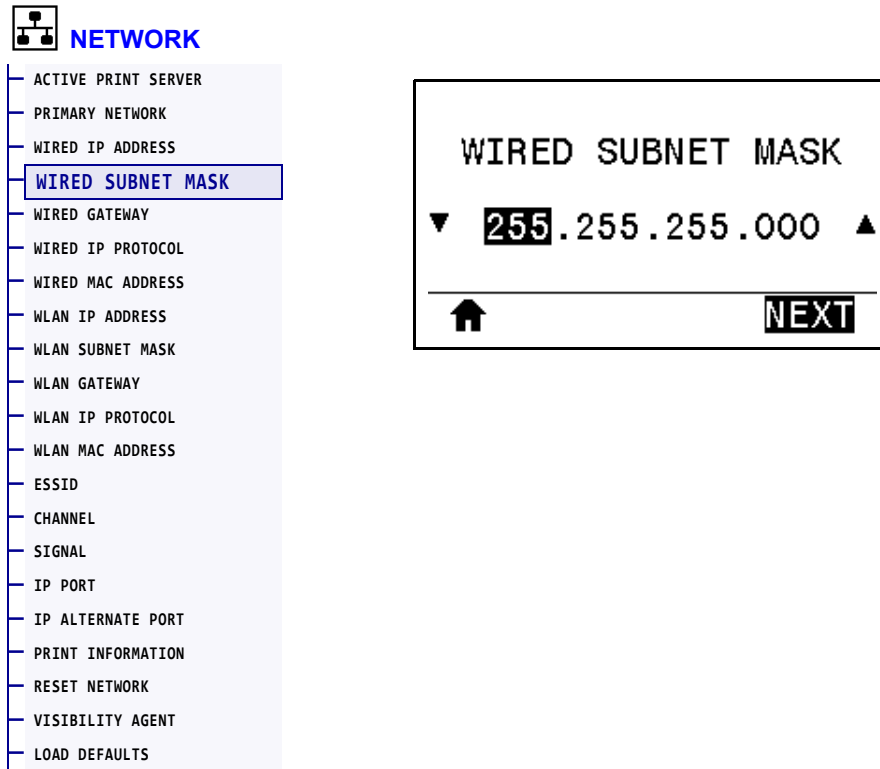 NETWORK
ACTIVE PRINT SERVER
PRIMARY NETWORK
WIRED IP ADDRESS
WIRED SUBNET MASK
WIRED GATEWAY
WIRED IP PROTOCOL
WIRED MAC ADDRESS
WLAN IP ADDRESS
WLAN SUBNET MASK
WLAN GATEWAY
WLAN IP PROTOCOL
WLAN MAC ADDRESS
ESSID
CHANNEL
SIGNAL
IP PORT
IP ALTERNATE PORT
PRINT INFORMATION
RESET NETWORK
VISIBILITY AGENT
LOAD DEFAULTS
WIRED SUBNET MASK
▼ 255.255.255.000 ▲
NEXT